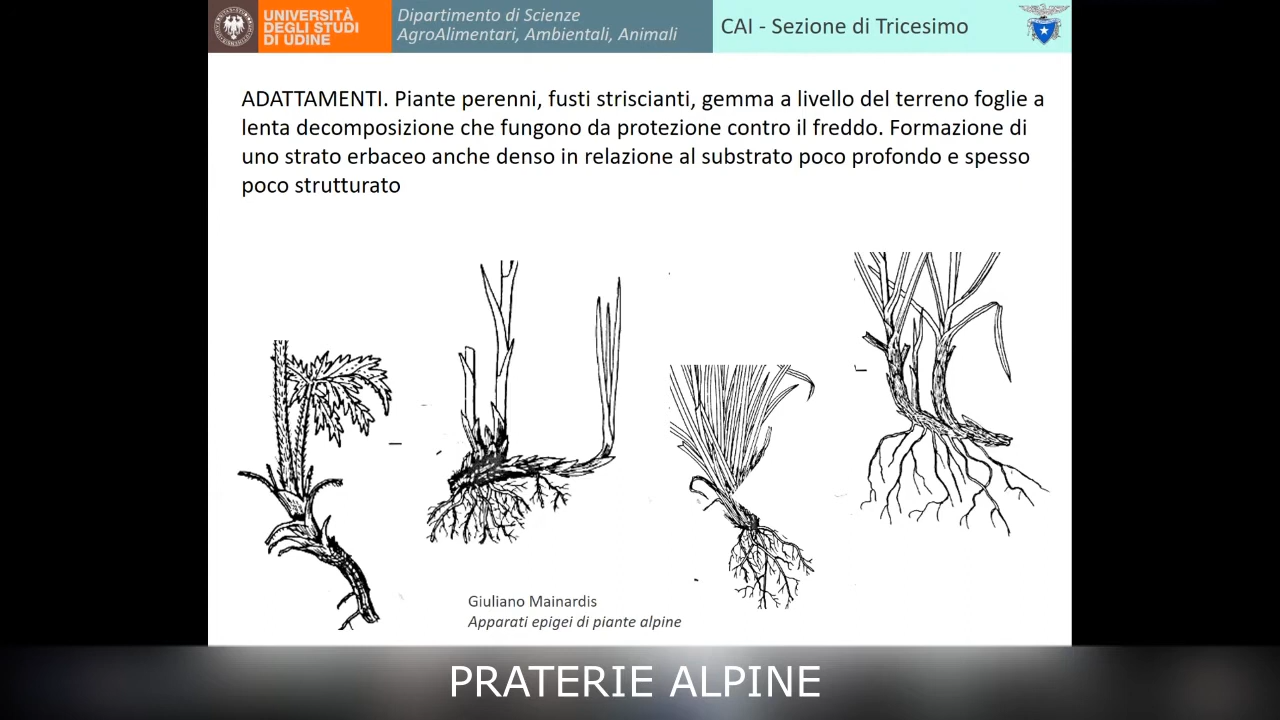 UNIVERSITÀ
DEGLI STUDI
DI UDINE
Dipartimento di Scienze
AgroAlimentari, Ambientali, Animali
CAI - Sezione di Tricesimo
ADATTAMENTI. Piante perenni, fusti striscianti, gemma a livello del terreno foglie a
lenta decomposizione che fungono da protezione contro il freddo. Formazione di
uno strato erbaceo anche denso in relazione al substrato poco profondo e spesso
poco strutturato
Giuliano Mainardis
Apparati epigei di piante alpine
PRATERIE ALPINE